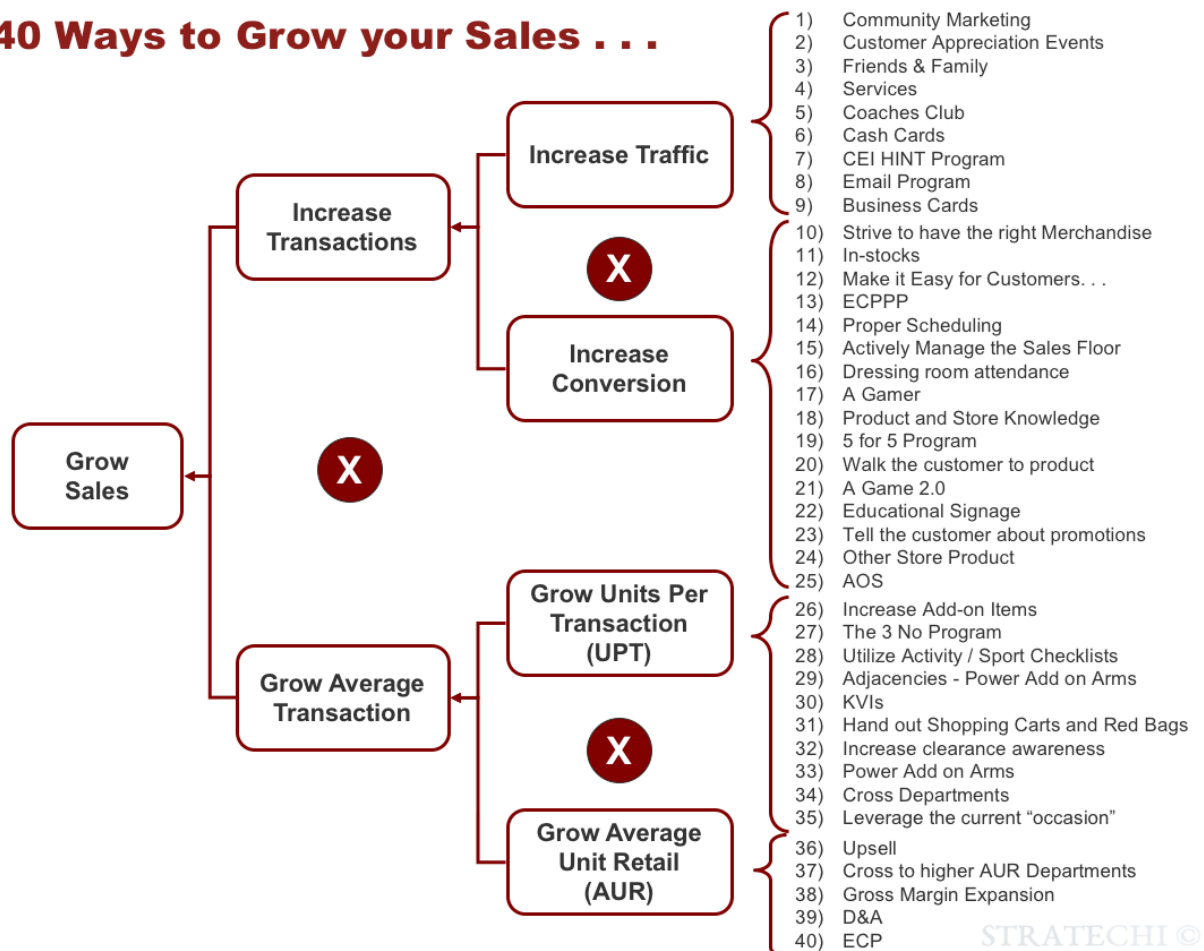 40 Ways to Grow your Sales . . .
Grow
Sales
X
Increase
Transactions
Grow Average
Transaction
Increase Traffic
X
Increase
Conversion
Grow Units Per
Transaction
(UPT)
X
Grow Average
Unit Retail
(AUR)
1) Community Marketing
2) Customer Appreciation Events
3) Friends & Family
4) Services
5) Coaches Club
6) Cash Cards
7) CEI HINT Program
8) Email Program
9) Business Cards
10) Strive to have the right Merchandise
11) In-stocks
12) Make it Easy for Customers. . .
13) ECPPP
14) Proper Scheduling
15) Actively Manage the Sales Floor
16) Dressing room attendance
17) A Gamer
18) Product and Store Knowledge
19) 5 for 5 Program
20) Walk the customer to product
21) A Game 2.0
22) Educational Signage
23) Tell the customer about promotions
24) Other Store Product
25) AOS
26) Increase Add-on Items
27) The 3 No Program
28) Utilize Activity / Sport Checklists
29) Adjacencies - Power Add on Arms
30) KVIs
31) Hand out Shopping Carts and Red Bags
32) Increase clearance awareness
33) Power Add on Arms
34) Cross Departments
35) Leverage the current “occasion”
36) Upsell
37) Cross to higher AUR Departments
38) Gross Margin Expansion
39) D&A
40) ECP
STRATECHI ©